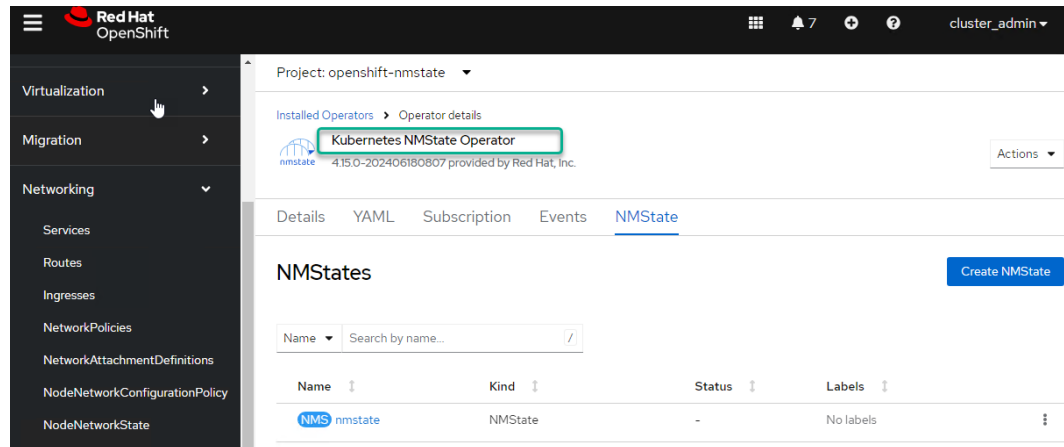 Red Hat
OpenShift
7
cluster_admin
Virtualization
Migration
Networking
Services
Routes
Ingresses
NetworkPolicies
NetworkAttachmentDefinitions
NodeNetworkConfigurationPolicy
NodeNetworkState
Project: openshift-nmstate
Installed Operators > Operator details
nmstate
Kubernetes NMState Operator
4.15.0-202406180807 provided by Red Hat, Inc.
Actions
Details YAML Subscription Events NMState
NMStates
Create NMState
Name Search by name... /
Name Kind Status Labels
NMS nmstate NMState - No labels